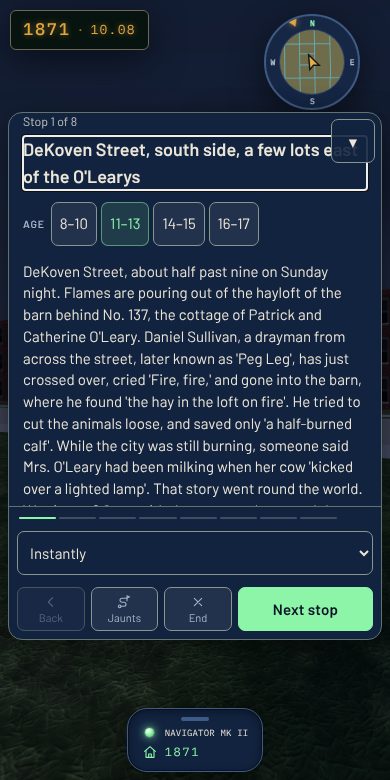 1871 · 10.08
N
W
E
S
Stop 1 of 8
DeKoven Street, south side, a few lots east
of the O'Learys
AGE
8–10
11–13
14–15
16–17
DeKoven Street, about half past nine on Sunday
night. Flames are pouring out of the hayloft of the
barn behind No. 137, the cottage of Patrick and
Catherine O'Leary. Daniel Sullivan, a drayman from
across the street, later known as 'Peg Leg', has just
crossed over, cried 'Fire, fire,' and gone into the barn,
where he found 'the hay in the loft on fire'. He tried to
cut the animals loose, and saved only 'a half-burned
calf'. While the city was still burning, someone said
Mrs. O'Leary had been milking when her cow 'kicked
over a lighted lamp'. That story went round the world.
Instantly
Back
Jaunts
End
Next stop
NAVIGATOR MK II
1871